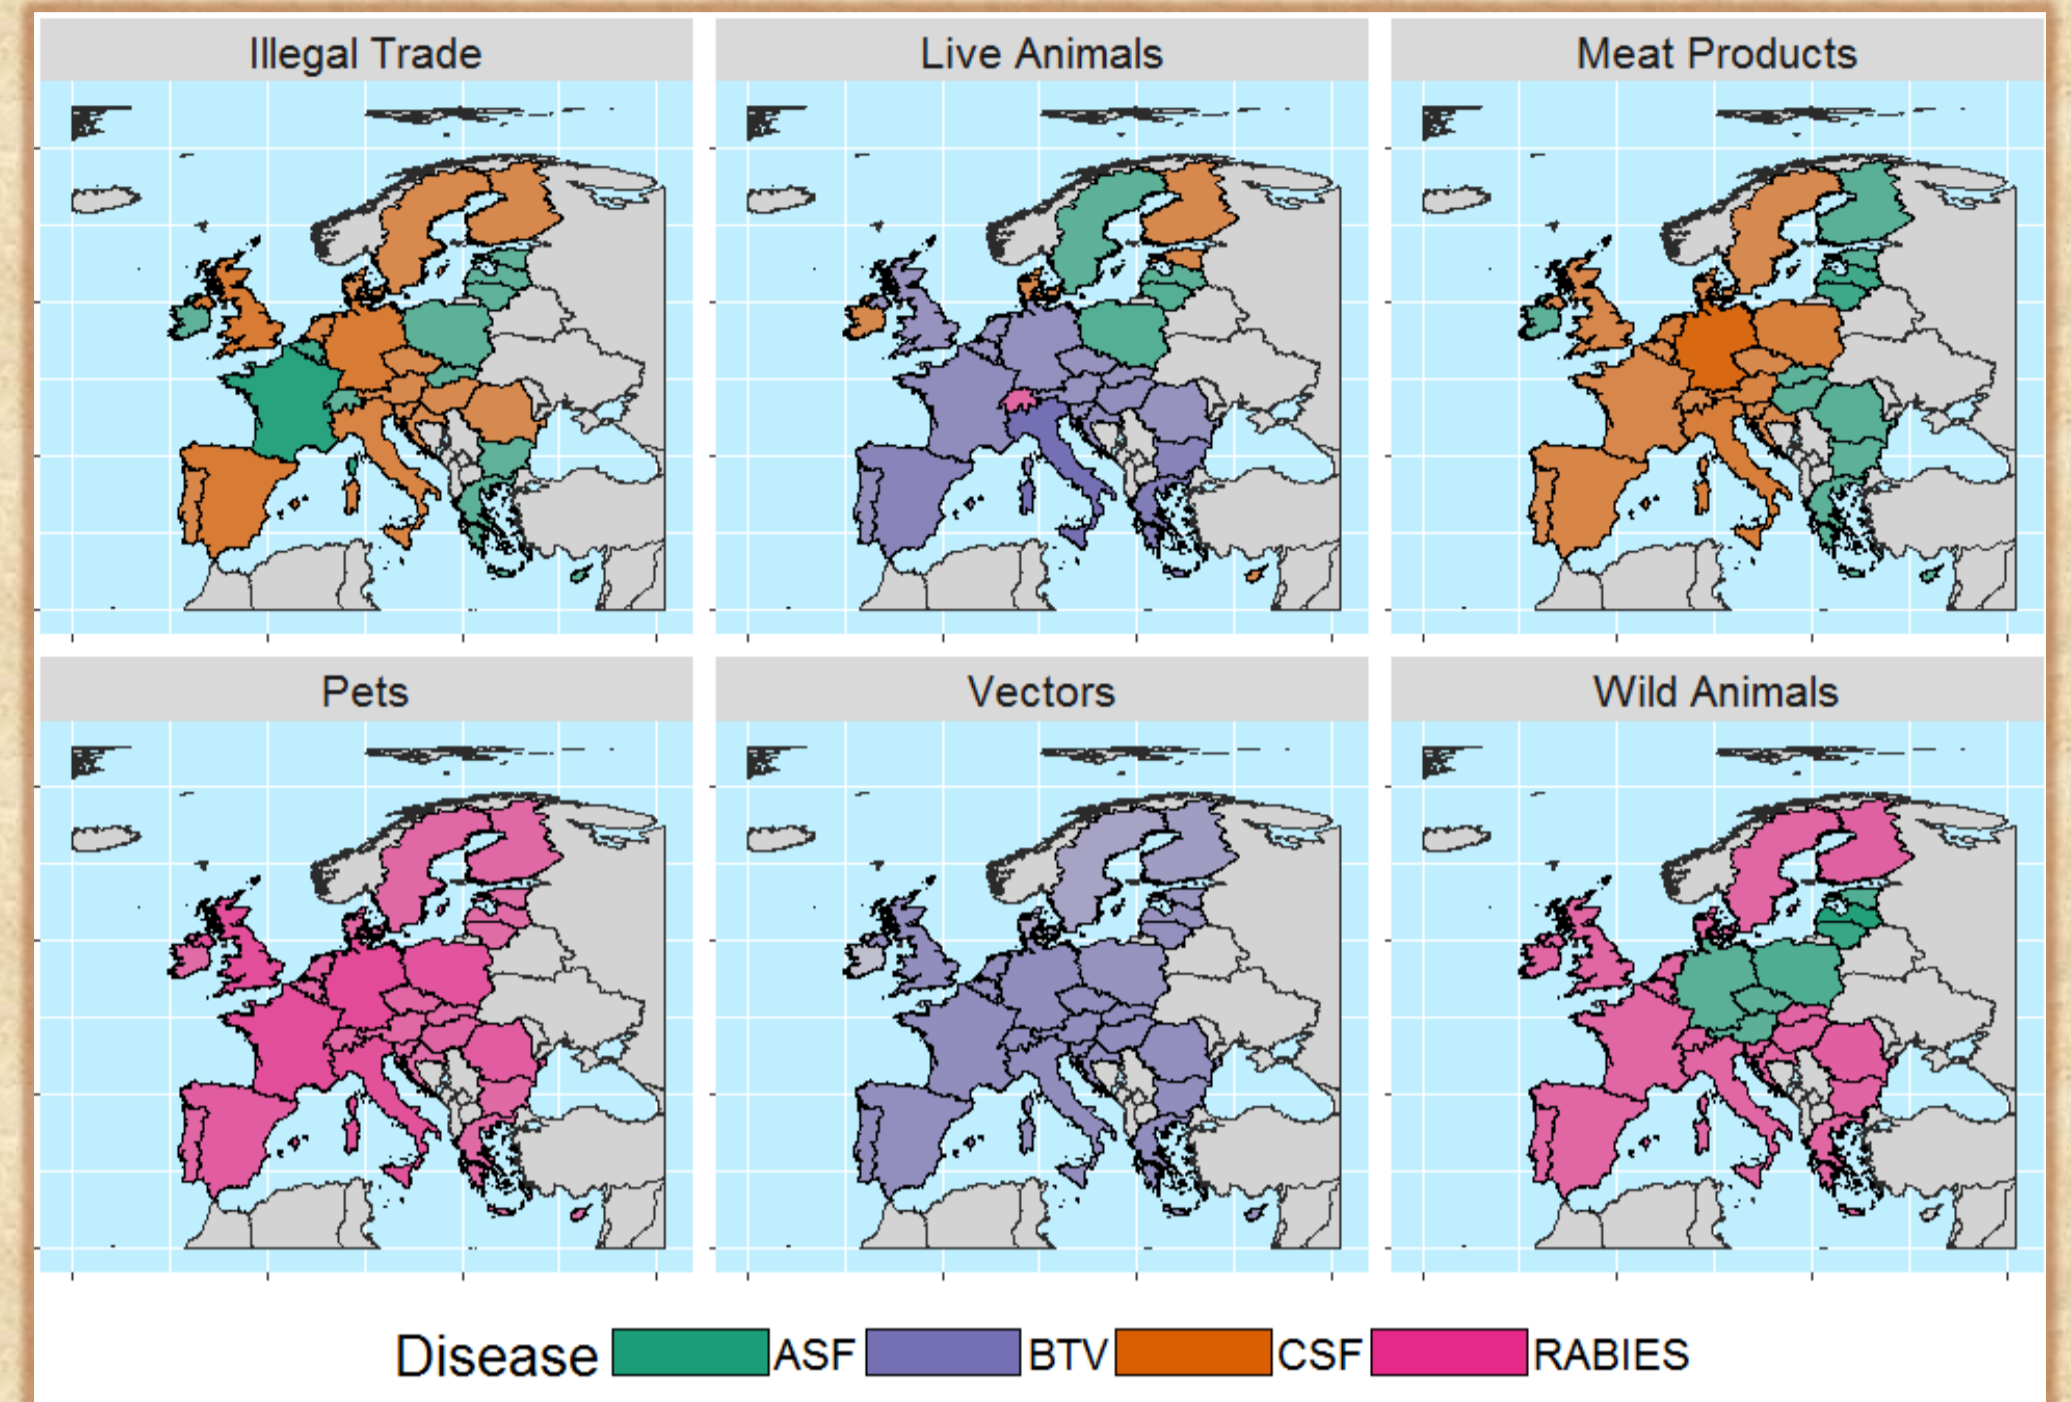 Illegal Trade
Live Animals
Meat Products
Pets
Vectors
Wild Animals
Disease ASF BTV CSF RABIES